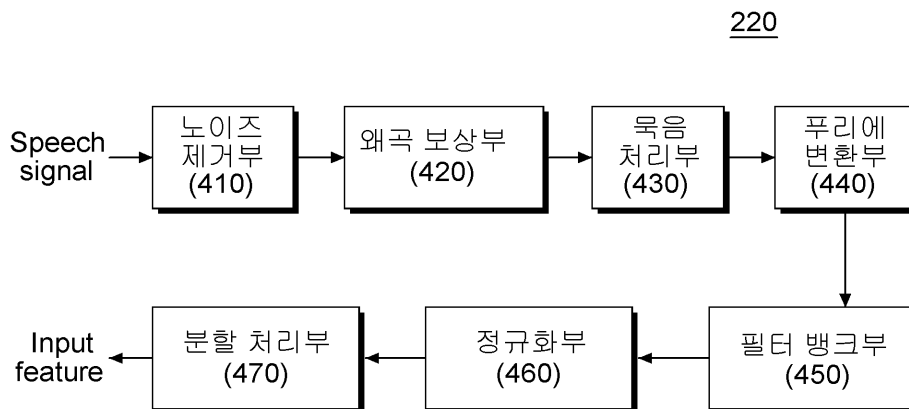 220
Speech
signal
노이즈
제거부
(410)
왜곡 보상부
(420)
묵음
처리부
(430)
푸리에
변환부
(440)
Input
feature
분할 처리부
(470)
정규화부
(460)
필터 뱅크부
(450)